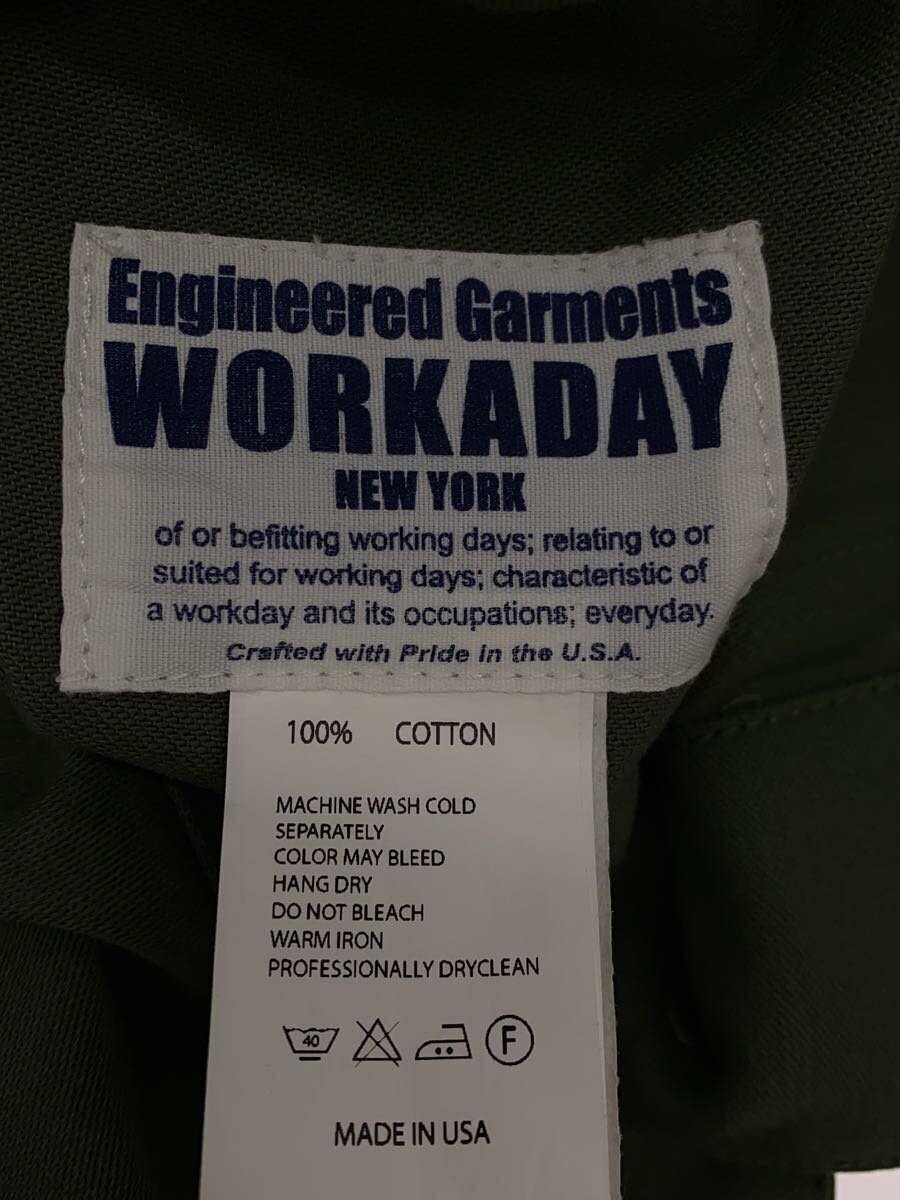 Engineered Garments
WORKADAY
NEW YORK
of or befitting working days; relating to or
suited for working days; characteristic of
a workday and its occupations; everyday.
Crafted with Pride in the U.S.A.
100% COTTON
MACHINE WASH COLD
SEPARATELY
COLOR MAY BLEED
HANG DRY
DO NOT BLEACH
WARM IRON
PROFESSIONALLY DRYCLEAN
40 F
MADE IN USA